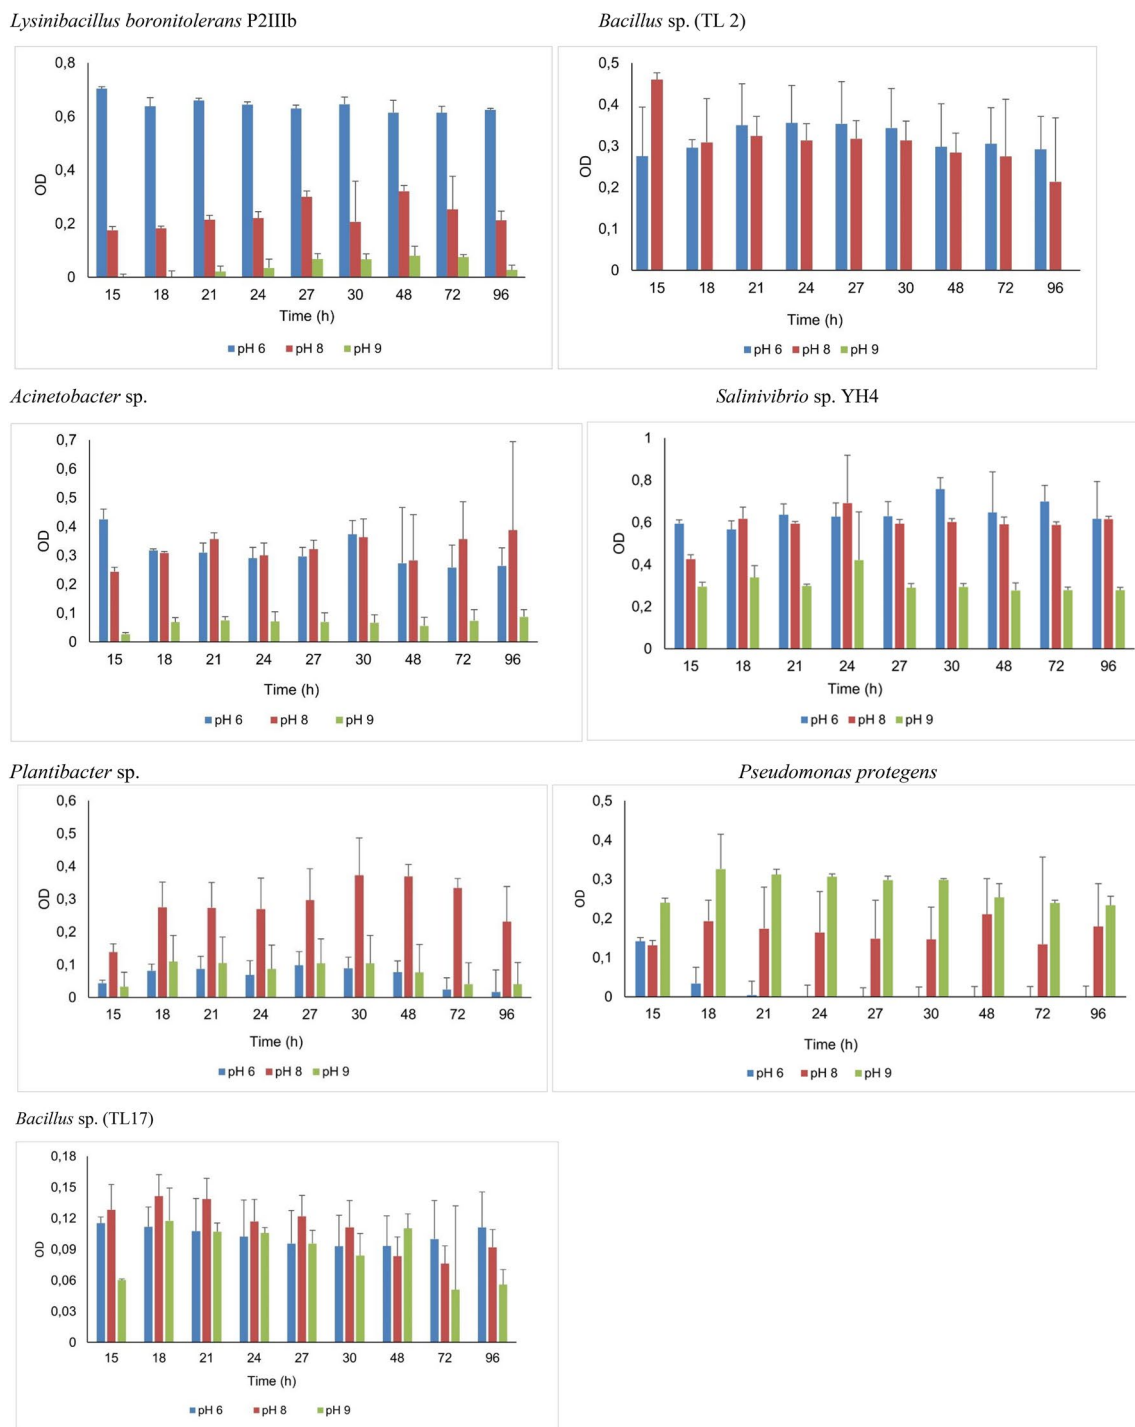 Lysinibacillus boronitolerans P2IIIb
0,8
0,6
0,4
0,2
0
OD
15 18 21 24 27 30 48 72 96
Time (h)
pH 6 pH 8 pH 9
Bacillus sp. (TL 2)
0,5
0,4
0,3
0,2
0,1
0
OD
15 18 21 24 27 30 48 72 96
Time (h)
pH 6 pH 8 pH 9
Acinetobacter sp.
0,7
0,6
0,5
0,4
0,3
0,2
0,1
0
OD
15 18 21 24 27 30 48 72 96
Time (h)
pH 6 pH 8 pH 9
Salinivibrio sp. YH4
1
0,8
0,6
0,4
0,2
0
OD
15 18 21 24 27 30 48 72 96
Time (h)
pH 6 pH 8 pH 9
Plantibacter sp.
0,6
0,5
0,4
0,3
0,2
0,1
0
OD
15 18 21 24 27 30 48 72 96
Time (h)
pH 6 pH 8 pH 9
Pseudomonas protegens
0,5
0,4
0,3
0,2
0,1
0
OD
15 18 21 24 27 30 48 72 96
Time (h)
pH 6 pH 8 pH 9
Bacillus sp. (TL17)
0,18
0,15
0,12
0,09
0,06
0,03
0
OD
15 18 21 24 27 30 48 72 96
Time (h)
pH 6 pH 8 pH 9